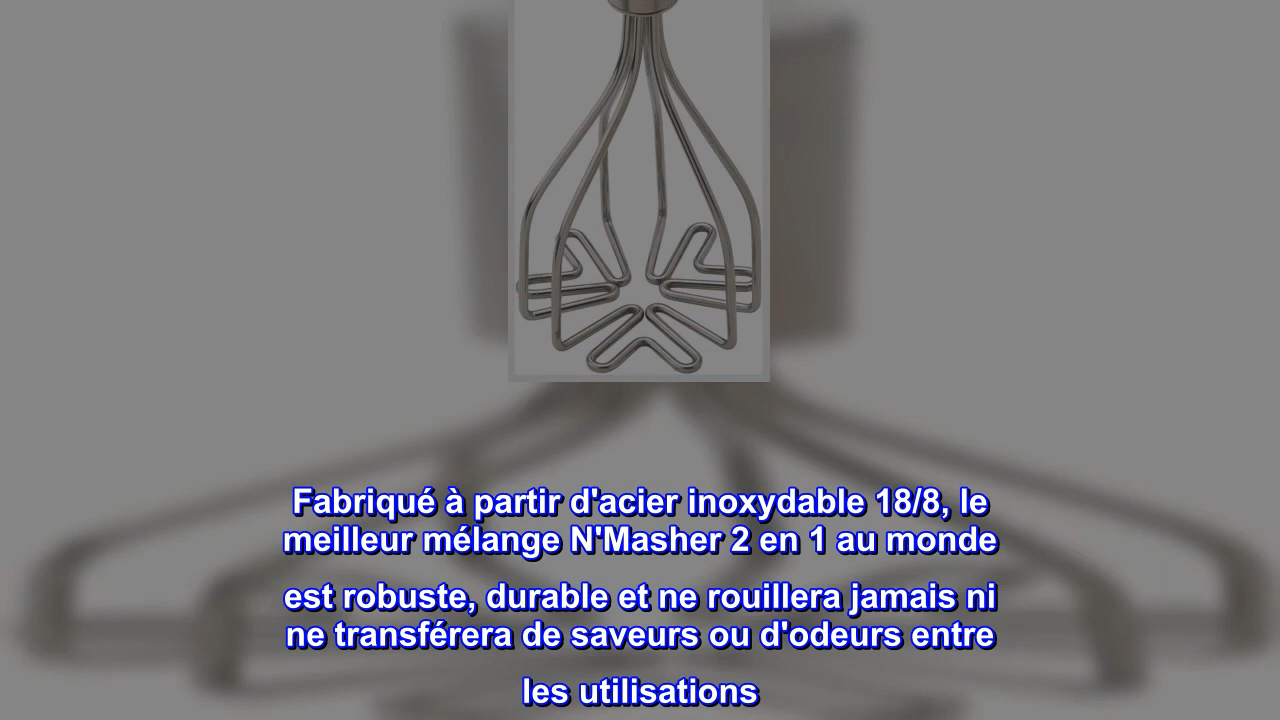 Fabriqué à partir d'acier inoxydable 18/8, le
meilleur mélange N'Masher 2 en 1 au monde
est robuste, durable et ne rouillera jamais ni
ne transférera de saveurs ou d'odeurs entre
les utilisations